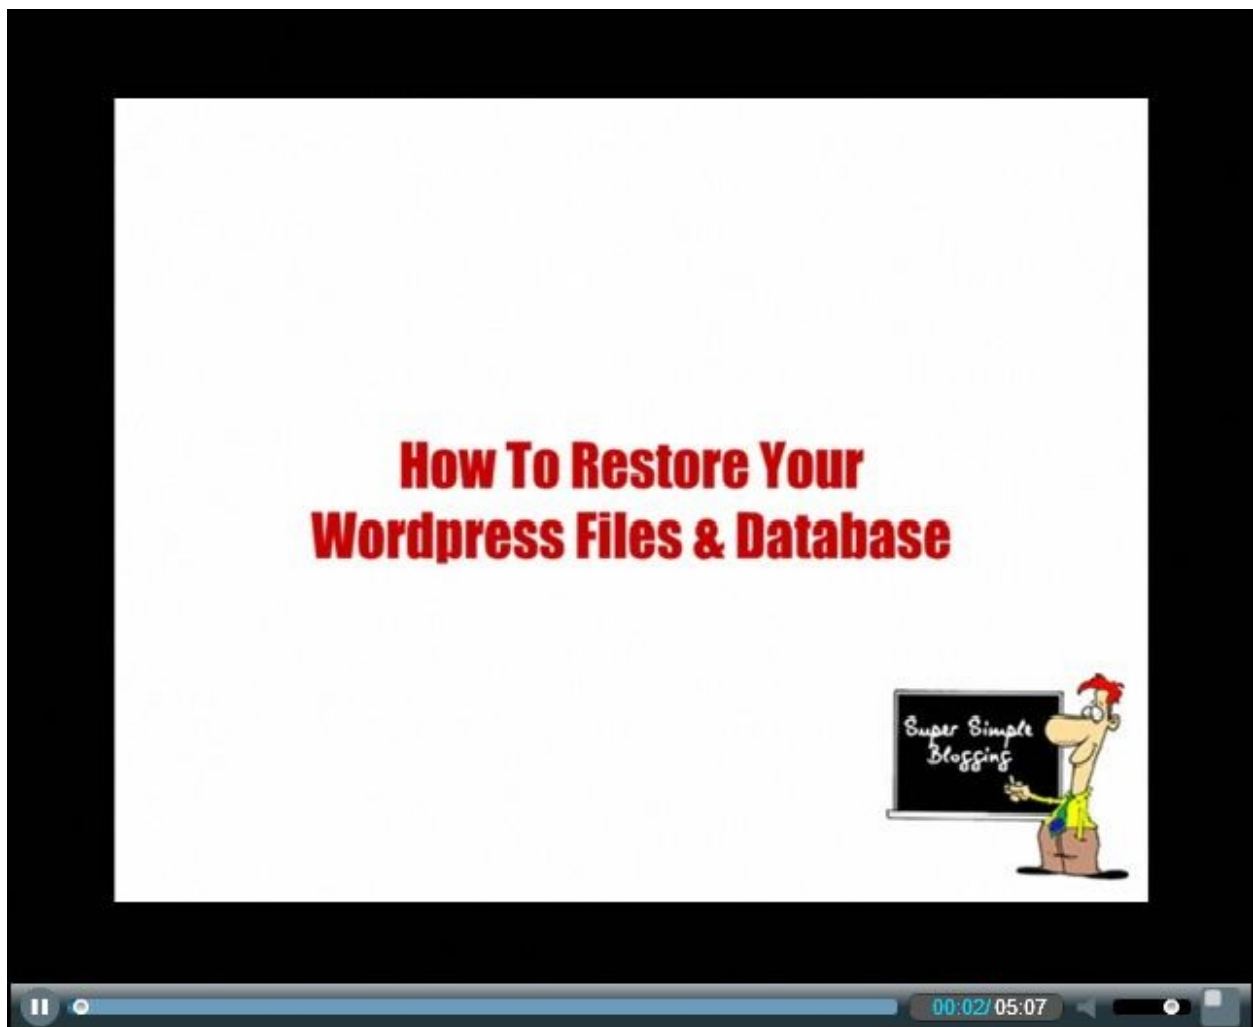 How To Restore Your
Wordpress Files & Database
Super Simple
Blogging
00:02/ 05:07